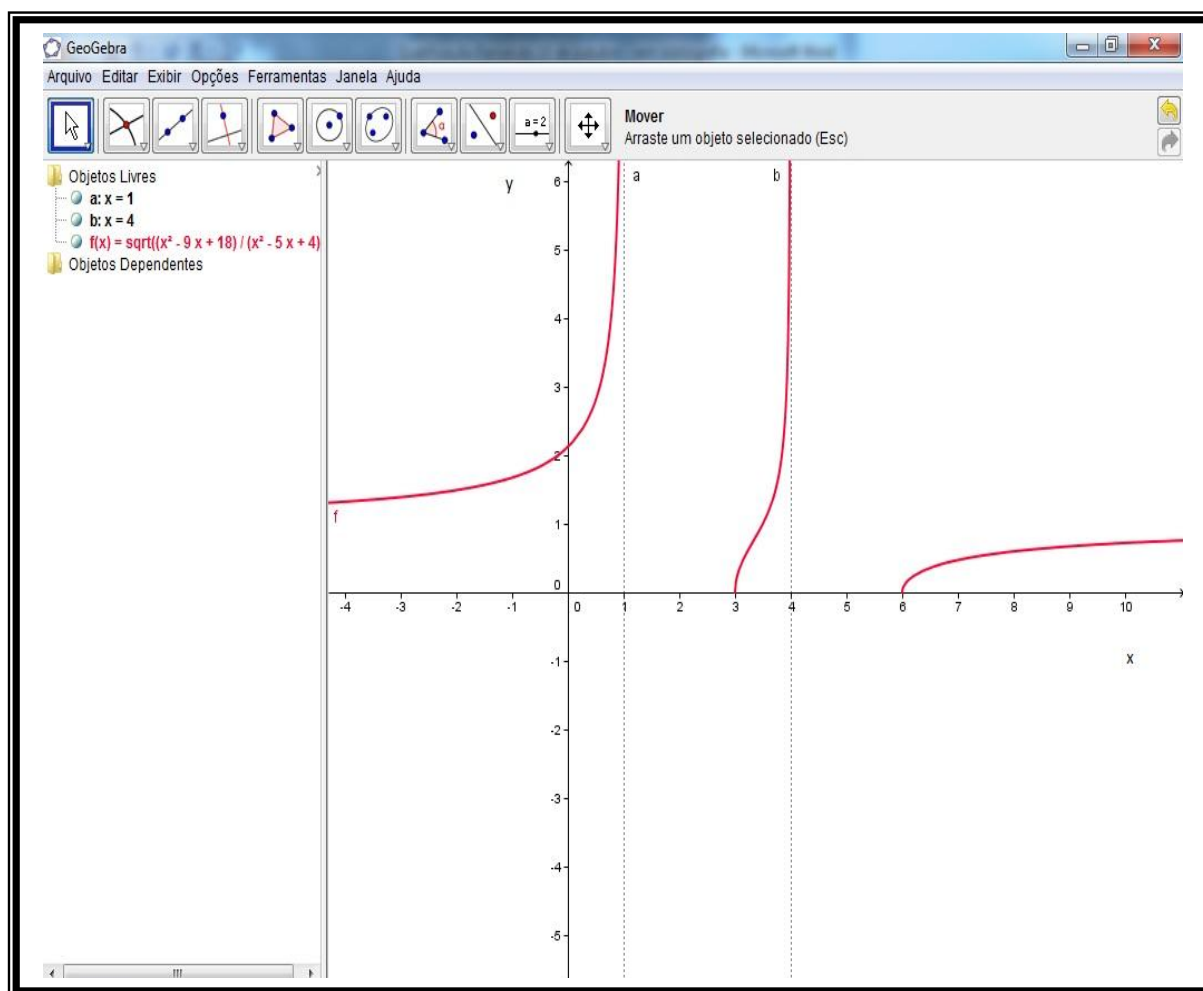 GeoGebra
Arquivo Editar Exibir Opções Ferramentas Janela Ajuda
a = 2
Mover
Arraste um objeto selecionado (Esc)
Objetos Livres
a: x = 1
b: x = 4
f(x) = sqrt((x² - 9 x + 18) / (x² - 5 x + 4)
Objetos Dependentes
y
a
b
6
5
4
3
2
1
0
-1
-2
-3
-4
-5
f
-4 -3 -2 -1 0 1 2 3 4 5 6 7 8 9 10
x